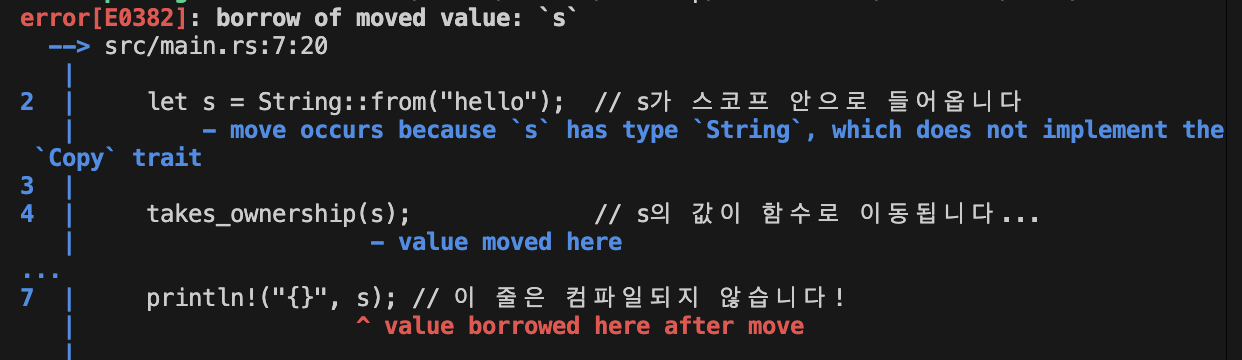 error[E0382]: borrow of moved value: `s`
--> src/main.rs:7:20
|
2 | let s = String::from("hello"); // s가 스코프 안으로 들어옵니다
| - move occurs because `s` has type `String`, which does not implement the
`Copy` trait
3 |
4 | takes_ownership(s); // s의 값이 함수로 이동됩니다...
| - value moved here
...
7 | println!("{}", s); // 이 줄은 컴파일되지 않습니다!
| ^ value borrowed here after move
|